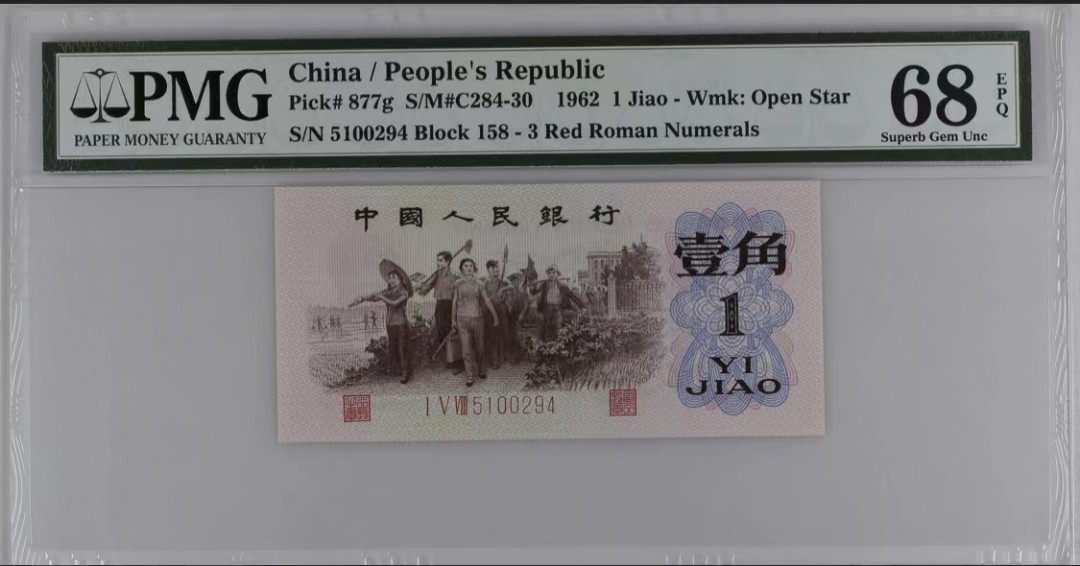 PMG
PAPER MONEY GUARANTY
China / People's Republic
Pick# 877g S/M#C284-30 1962 1 Jiao - Wmk: Open Star
S/N 5100294 Block 158 - 3 Red Roman Numerals
68
Superb Gem Unc
EPQ
中國人民銀行
壹角
1
YI
JIAO
I V VIII 5100294